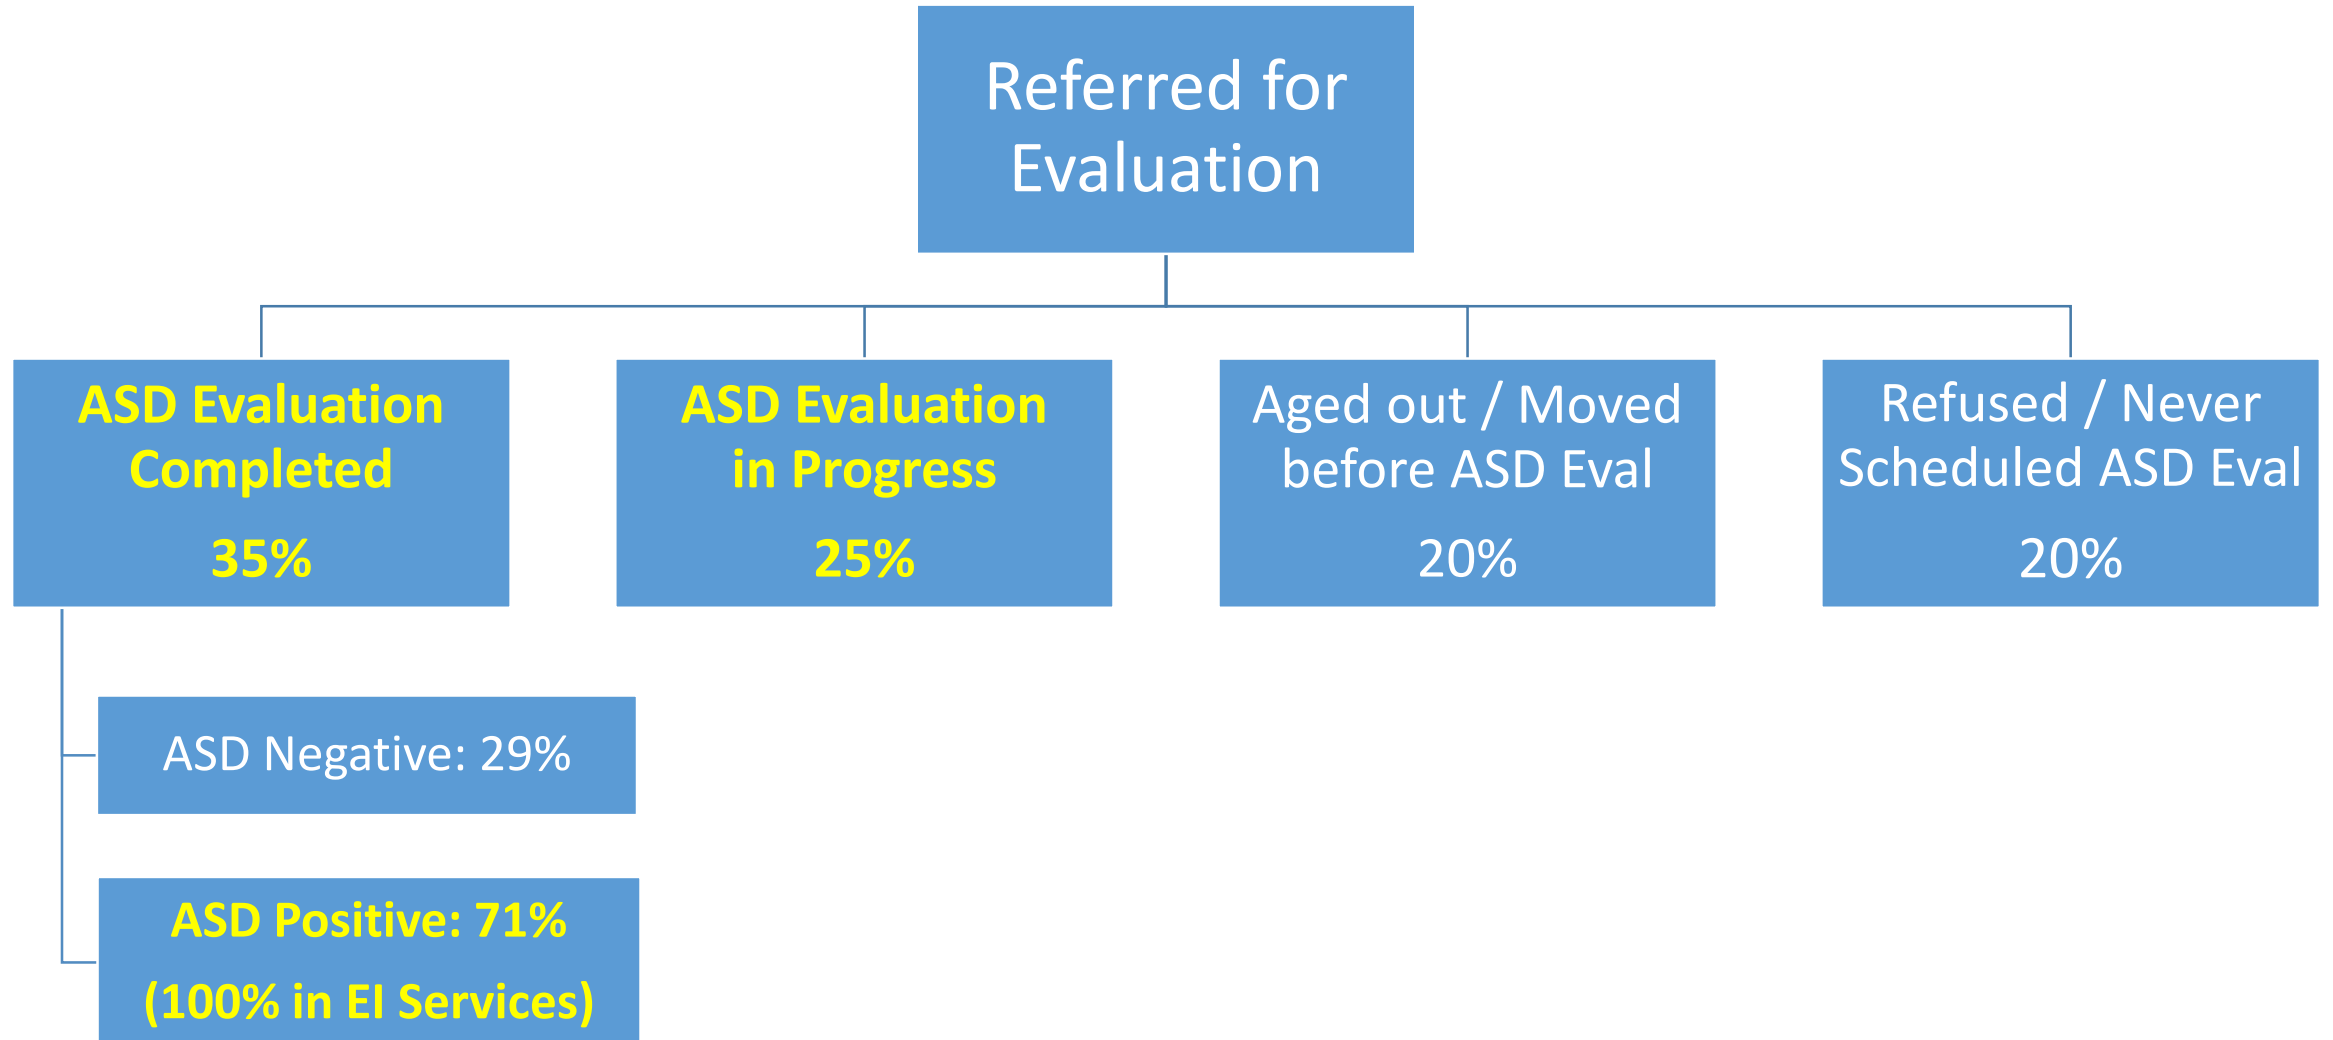 Referred for
Evaluation
ASD Evaluation
Completed
35%
ASD Evaluation
in Progress
25%
Aged out / Moved
before ASD Eval
20%
Refused / Never
Scheduled ASD Eval
20%
ASD Negative: 29%
ASD Positive: 71%
(100% in EI Services)